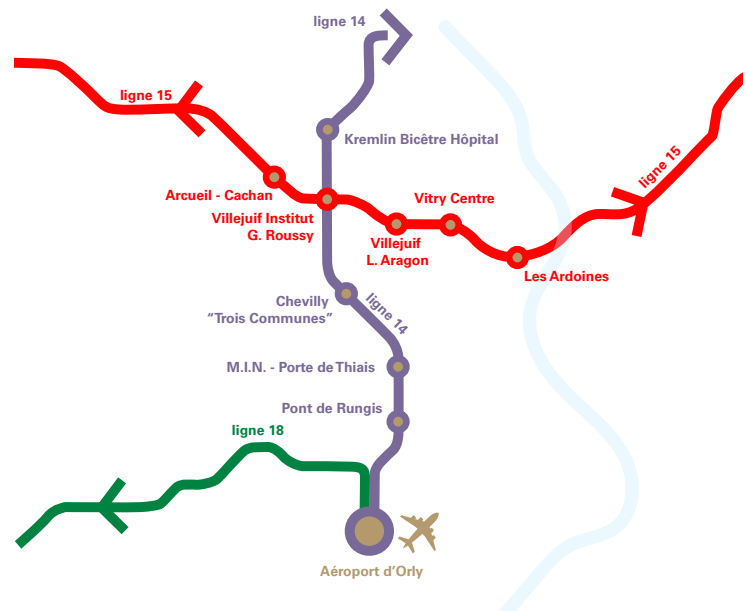 ligne 14
ligne 15
Kremlin Bicêtre Hôpital
ligne 15
Arcueil - Cachan
Vitry Centre
Villejuif Institut
G. Roussy
Villejuif
L. Aragon
Les Ardoines
Chevilly
“Trois Communes”
ligne 14
M.I.N. - Porte de Thiais
Pont de Rungis
ligne 18
Aéroport d’Orly